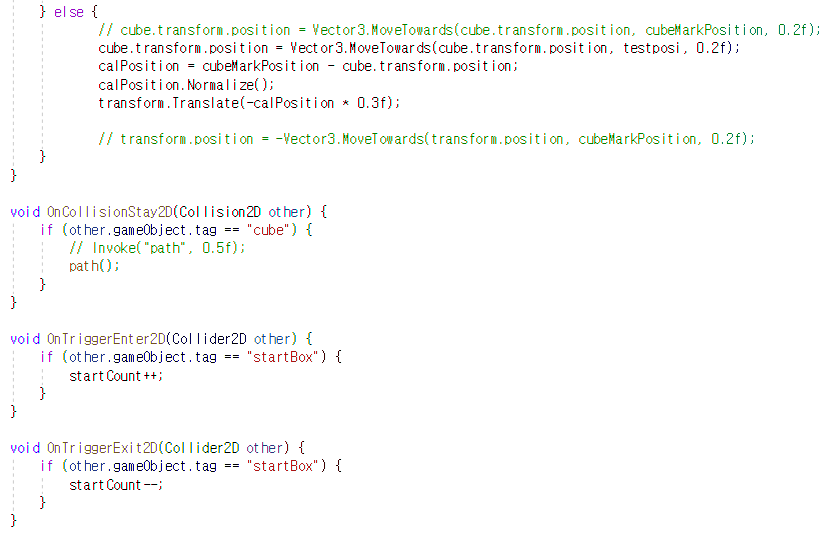 } else {
// cube.transform.position = Vector3.MoveTowards(cube.transform.position, cubeMarkPosition, 0.2f);
cube.transform.position = Vector3.MoveTowards(cube.transform.position, testposi, 0.2f);
calPosition = cubeMarkPosition - cube.transform.position;
calPosition.Normalize();
transform.Translate(-calPosition * 0.3f);
// transform.position = -Vector3.MoveTowards(transform.position, cubeMarkPosition, 0.2f);
}
}
void OnCollisionStay2D(Collision2D other) {
if (other.gameObject.tag == "cube") {
// Invoke("path", 0.5f);
path();
}
}
void OnTriggerEnter2D(Collider2D other) {
if (other.gameObject.tag == "startBox") {
startCount++;
}
}
void OnTriggerExit2D(Collider2D other) {
if (other.gameObject.tag == "startBox") {
startCount--;
}
}